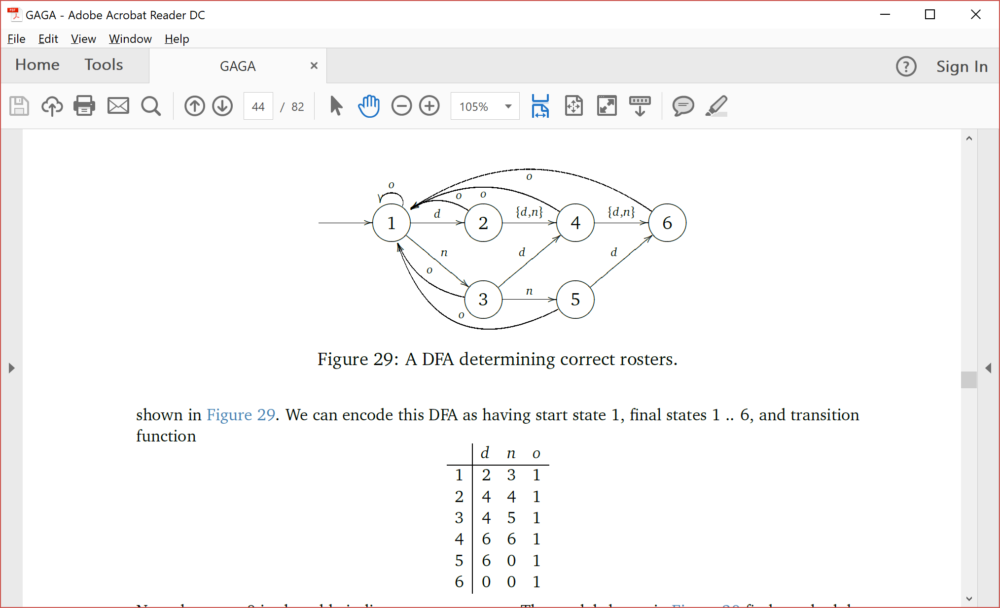 GAGA - Adobe Acrobat Reader DC
File Edit View Window Help
Home Tools GAGA × ? Sign In
44 / 82 105%
o
o
o o
1 d 2 {d,n} 4 {d,n} 6
n d d
o
3 n 5
o
Figure 29: A DFA determining correct rosters.
shown in Figure 29. We can encode this DFA as having start state 1, final states 1 .. 6, and transition
function
d n o
1 2 3 1
2 4 4 1
3 4 5 1
4 6 6 1
5 6 0 1
6 0 0 1